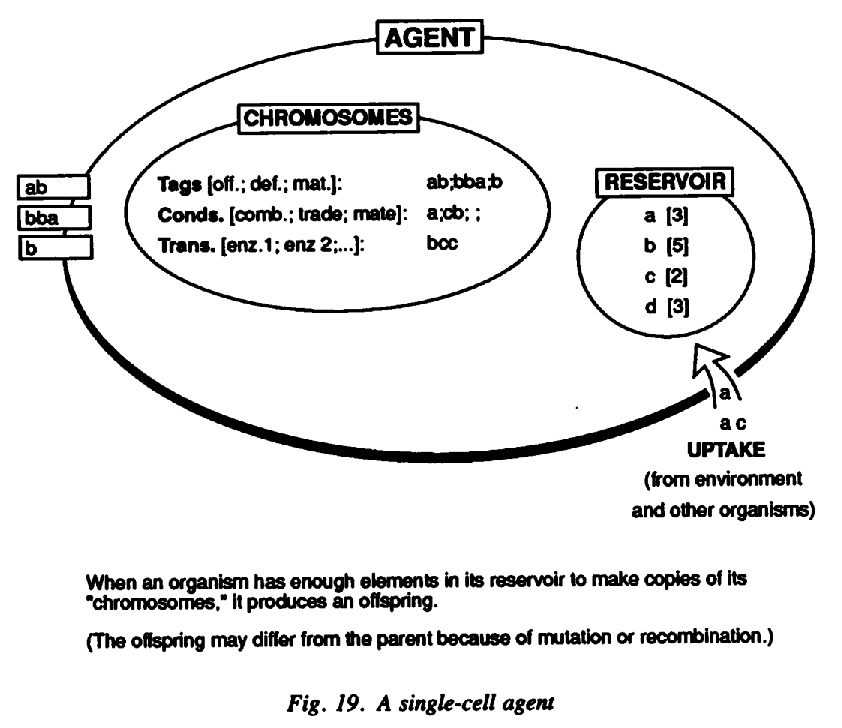 AGENT
CHROMOSOMES
ab
bba
b
Tags [off.; def.; mat.]: ab;bba;b
Conds. [comb.; trade; mate]: a;cb; ;
Trans. [enz.1; enz 2;...]: bcc
RESERVOIR
a [3]
b [5]
c [2]
d [3]
a
a c
UPTAKE
(from environment
and other organisms)
When an organism has enough elements in its reservoir to make copies of its
"chromosomes," it produces an offspring.
(The offspring may differ from the parent because of mutation or recombination.)
Fig. 19. A single-cell agent